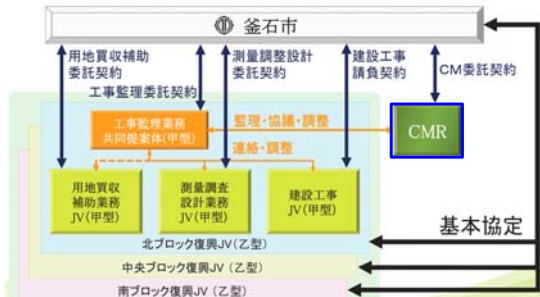 釜石市
用地買収補助
委託契約
工事監理委託契約
測量調整設計
委託契約
建設工事
請負契約
CM委託契約
工事監理業務
共同提案体(甲型)
監理・協議・調整
CMR
連絡・調整
用地買収
補助業務
JV(甲型)
測量調査
設計業務
JV(甲型)
建設工事
JV(甲型)
基本協定
北ブロック復興JV(乙型)
中央ブロック復興JV(乙型)
南ブロック復興JV(乙型)